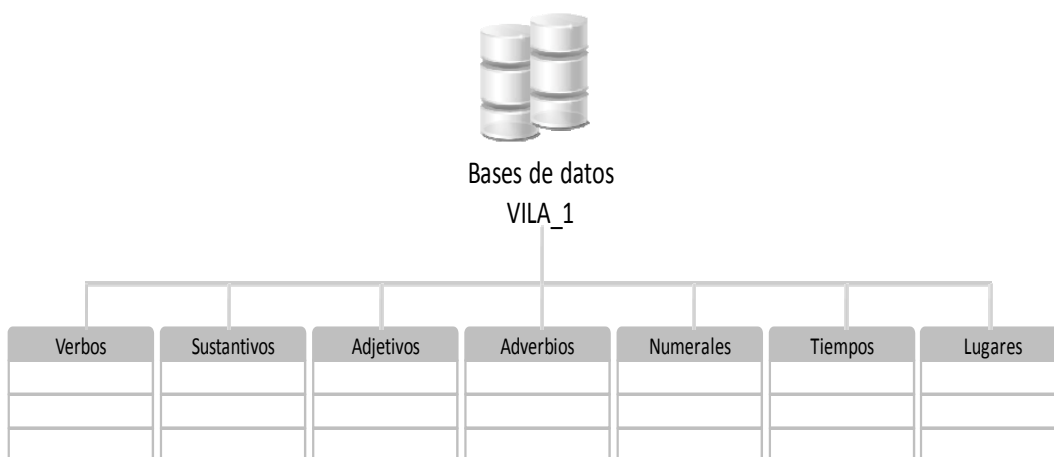 Bases de datos
VILA_1
Verbos Sustantivos Adjetivos Adverbios Numerales Tiempos Lugares